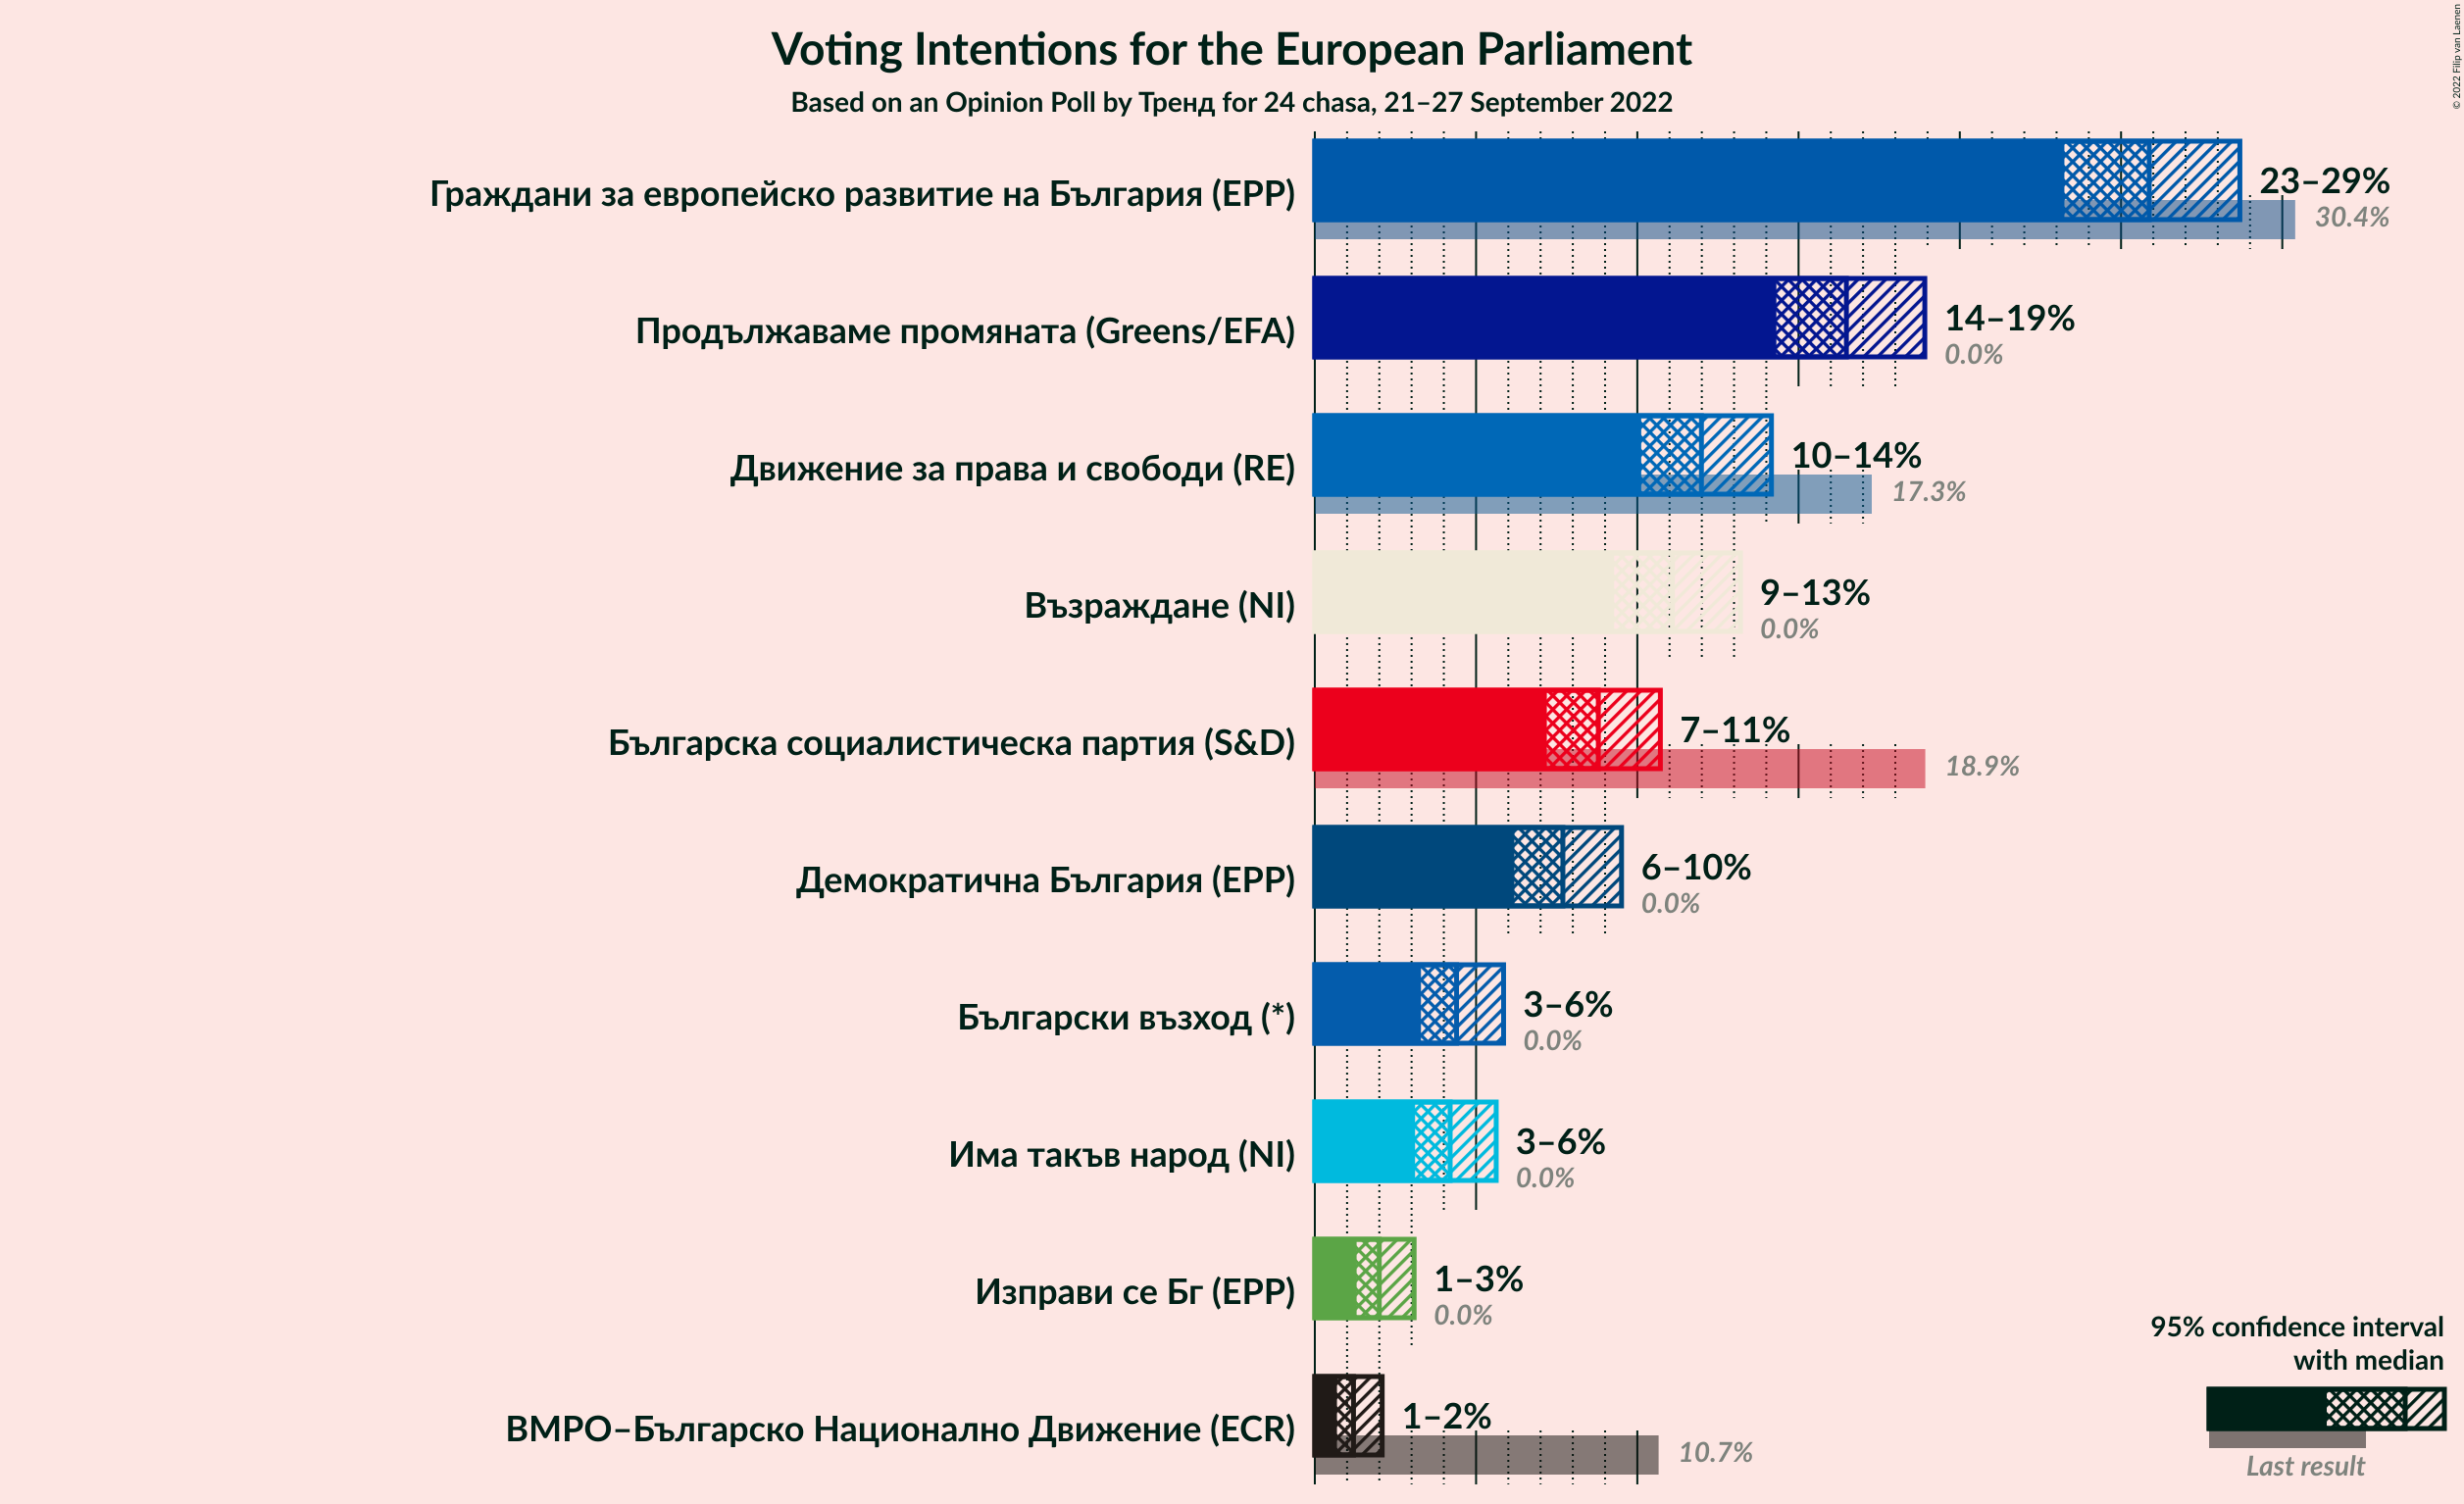 Voting Intentions for the European Parliament
Based on an Opinion Poll by Тренд for 24 chasa, 21–27 September 2022
© 2022 Filip van Laenen
Граждани за европейско развитие на България (EPP)
23–29%
30.4%
Продължаваме промяната (Greens/EFA)
14–19%
0.0%
Движение за права и свободи (RE)
10–14%
17.3%
Възраждане (NI)
9–13%
0.0%
Българска социалистическа партия (S&D)
7–11%
18.9%
Демократична България (EPP)
6–10%
0.0%
Български възход (*)
3–6%
0.0%
Има такъв народ (NI)
3–6%
0.0%
Изправи се Бг (EPP)
1–3%
0.0%
ВМРО–Българско Национално Движение (ECR)
1–2%
10.7%
95% confidence interval
with median
Last result